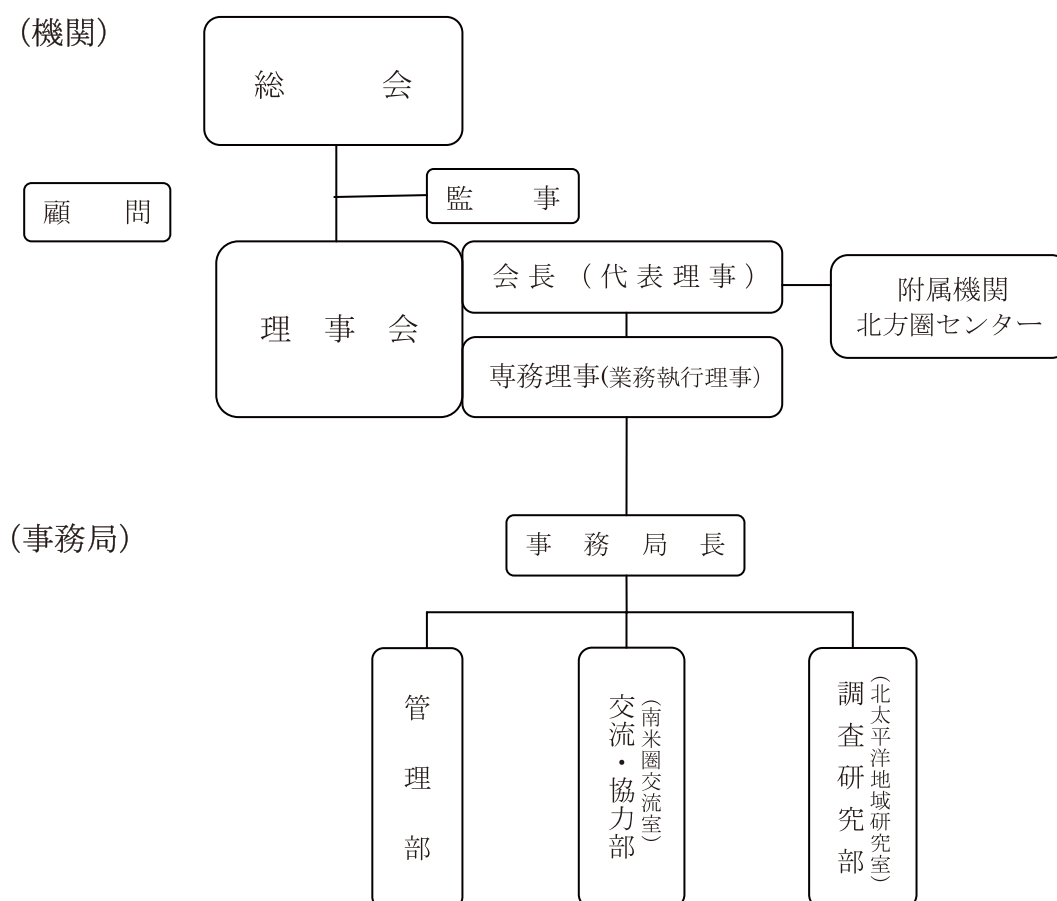 (機関)
総会
監事
顧問
会長（代表理事）
理事会
附属機関
北方圏センター
専務理事(業務執行理事)
(事務局)
事務局長
管理部
交流・協力部
(南米圏交流室)
調査研究部
(北太平洋地域研究室)